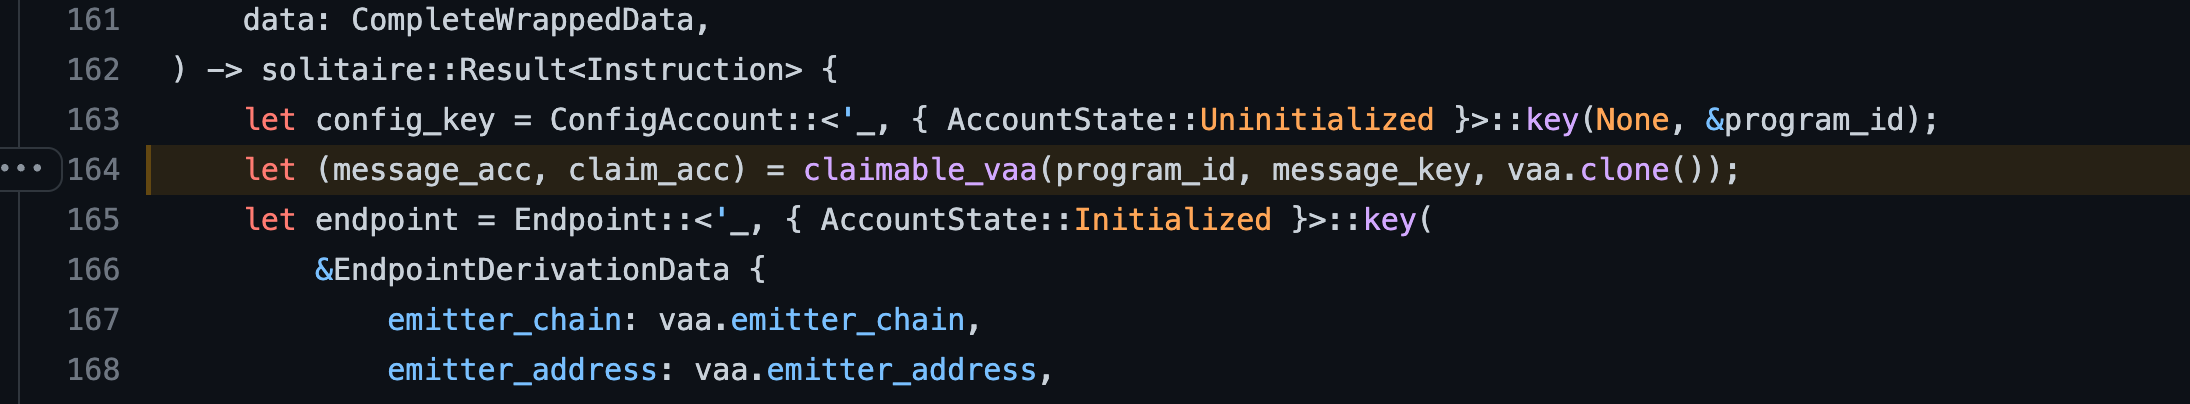 161 data: CompleteWrappedData,
162 ) -> solitaire::Result<Instruction> {
163 let config_key = ConfigAccount::<'_, { AccountState::Uninitialized }>::key(None, &program_id);
••• 164 let (message_acc, claim_acc) = claimable_vaa(program_id, message_key, vaa.clone());
165 let endpoint = Endpoint::<'_, { AccountState::Initialized }>::key(
166 &EndpointDerivationData {
167 emitter_chain: vaa.emitter_chain,
168 emitter_address: vaa.emitter_address,